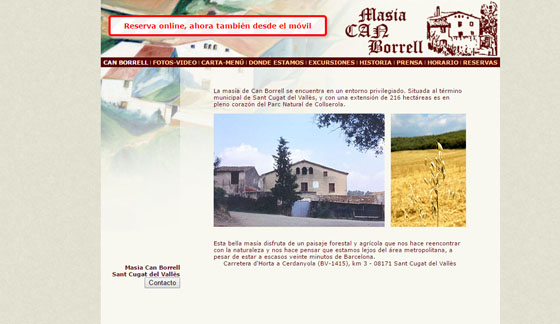 Reserva online, ahora también desde el móvil
Masia
CAN
Borrell
CAN BORRELL | FOTOS-VIDEO | CARTA-MENÚ | DONDE ESTAMOS | EXCURSIONES | HISTORIA | PRENSA | HORARIO | RESERVAS
La masía de Can Borrell se encuentra en un entorno privilegiado. Situada al término
municipal de Sant Cugat del Vallès, y con una extensión de 216 hectáreas es en
pleno corazón del Parc Natural de Collserola.
Esta bella masía disfruta de un paisaje forestal y agrícola que nos hace reencontrar
con la naturaleza y nos hace pensar que estamos lejos del área metropolitana, a
pesar de estar a escasos veinte minutos de Barcelona.
Carretera d'Horta a Cerdanyola (BV-1415), km 3 - 08171 Sant Cugat del Vallès
Masia Can Borrell
Sant Cugat del Vallès
Contacto